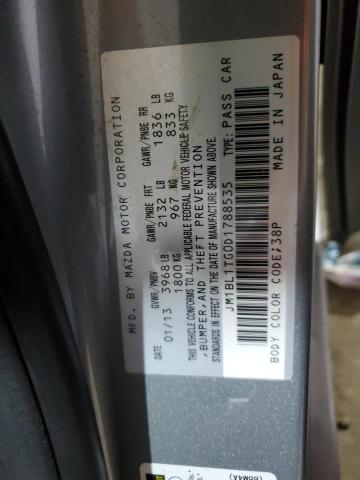 MFD. BY MAZDA MOTOR CORPORATION
GVWR/PNBV GAWR/PNBE FRT GAWR/PNBE RR
DATE 3968 LB 2132 LB 1836 LB
01/13 1800 KG 967 KG 833 KG
THIS VEHICLE CONFORMS TO ALL APPLICABLE FEDERAL MOTOR VEHICLE SAFETY
,BUMPER,AND THEFT PREVENTION
STANDARDS IN EFFECT ON THE DATE OF MANUFACTURE SHOWN ABOVE.
JM1BL1TG0D1788535 TYPE: PASS CAR
BODY COLOR CODE;38P MADE IN JAPAN
(BBM4A)